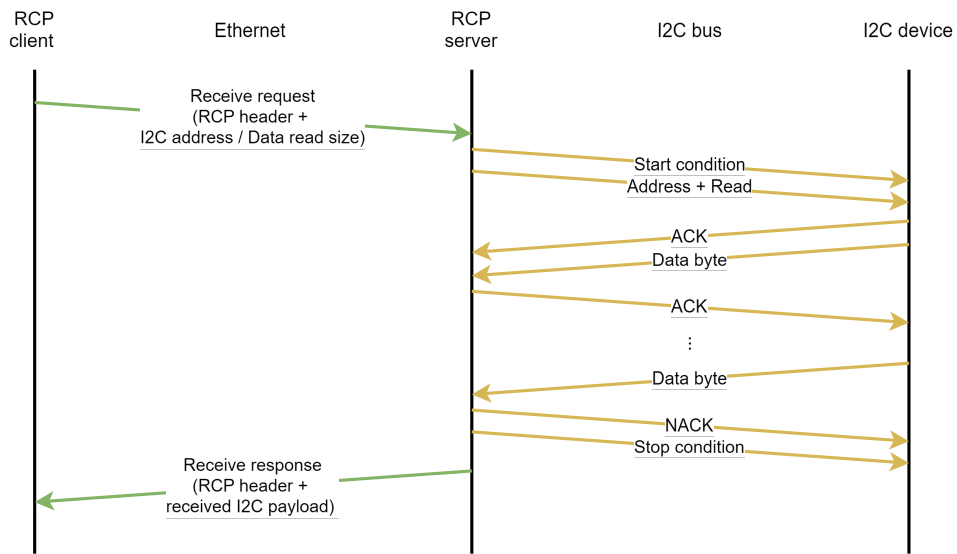 RCP
client
Ethernet
RCP
server
I2C bus
I2C device
Receive request
(RCP header +
I2C address / Data read size)
Start condition
Address + Read
ACK
Data byte
ACK
⋮
Data byte
NACK
Stop condition
Receive response
(RCP header +
received I2C payload)